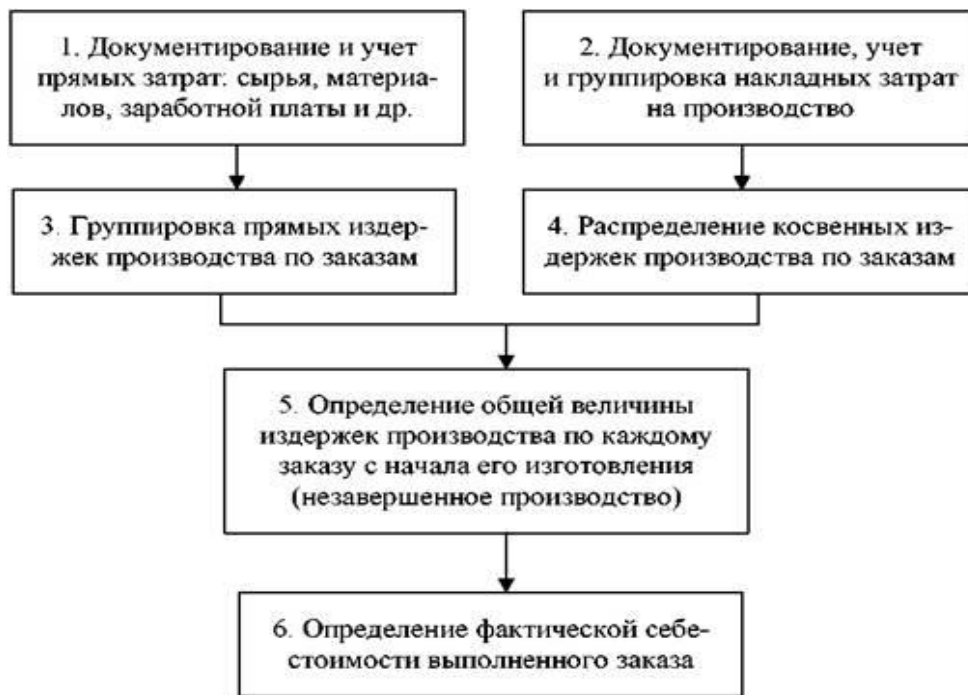 1. Документирование и учет
прямых затрат: сырья, материа-
лов, заработной платы и др.
2. Документирование, учет
и группировка накладных затрат
на производство
3. Группировка прямых издер-
жек производства по заказам
4. Распределение косвенных из-
держек производства по заказам
5. Определение общей величины
издержек производства по каждому
заказу с начала его изготовления
(незавершенное производство)
6. Определение фактической себе-
стоимости выполненного заказа